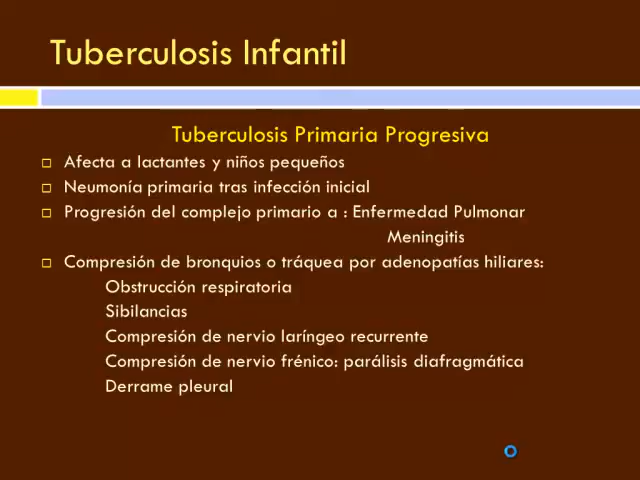 Tuberculosis Infantil
Tuberculosis Primaria Progresiva
Afecta a lactantes y niños pequeños
Neumonía primaria tras infección inicial
Progresión del complejo primario a : Enfermedad Pulmonar
Meningitis
Compresión de bronquios o tráquea por adenopatías hiliares:
Obstrucción respiratoria
Sibilancias
Compresión de nervio laríngeo recurrente
Compresión de nervio frénico: parálisis diafragmática
Derrame pleural